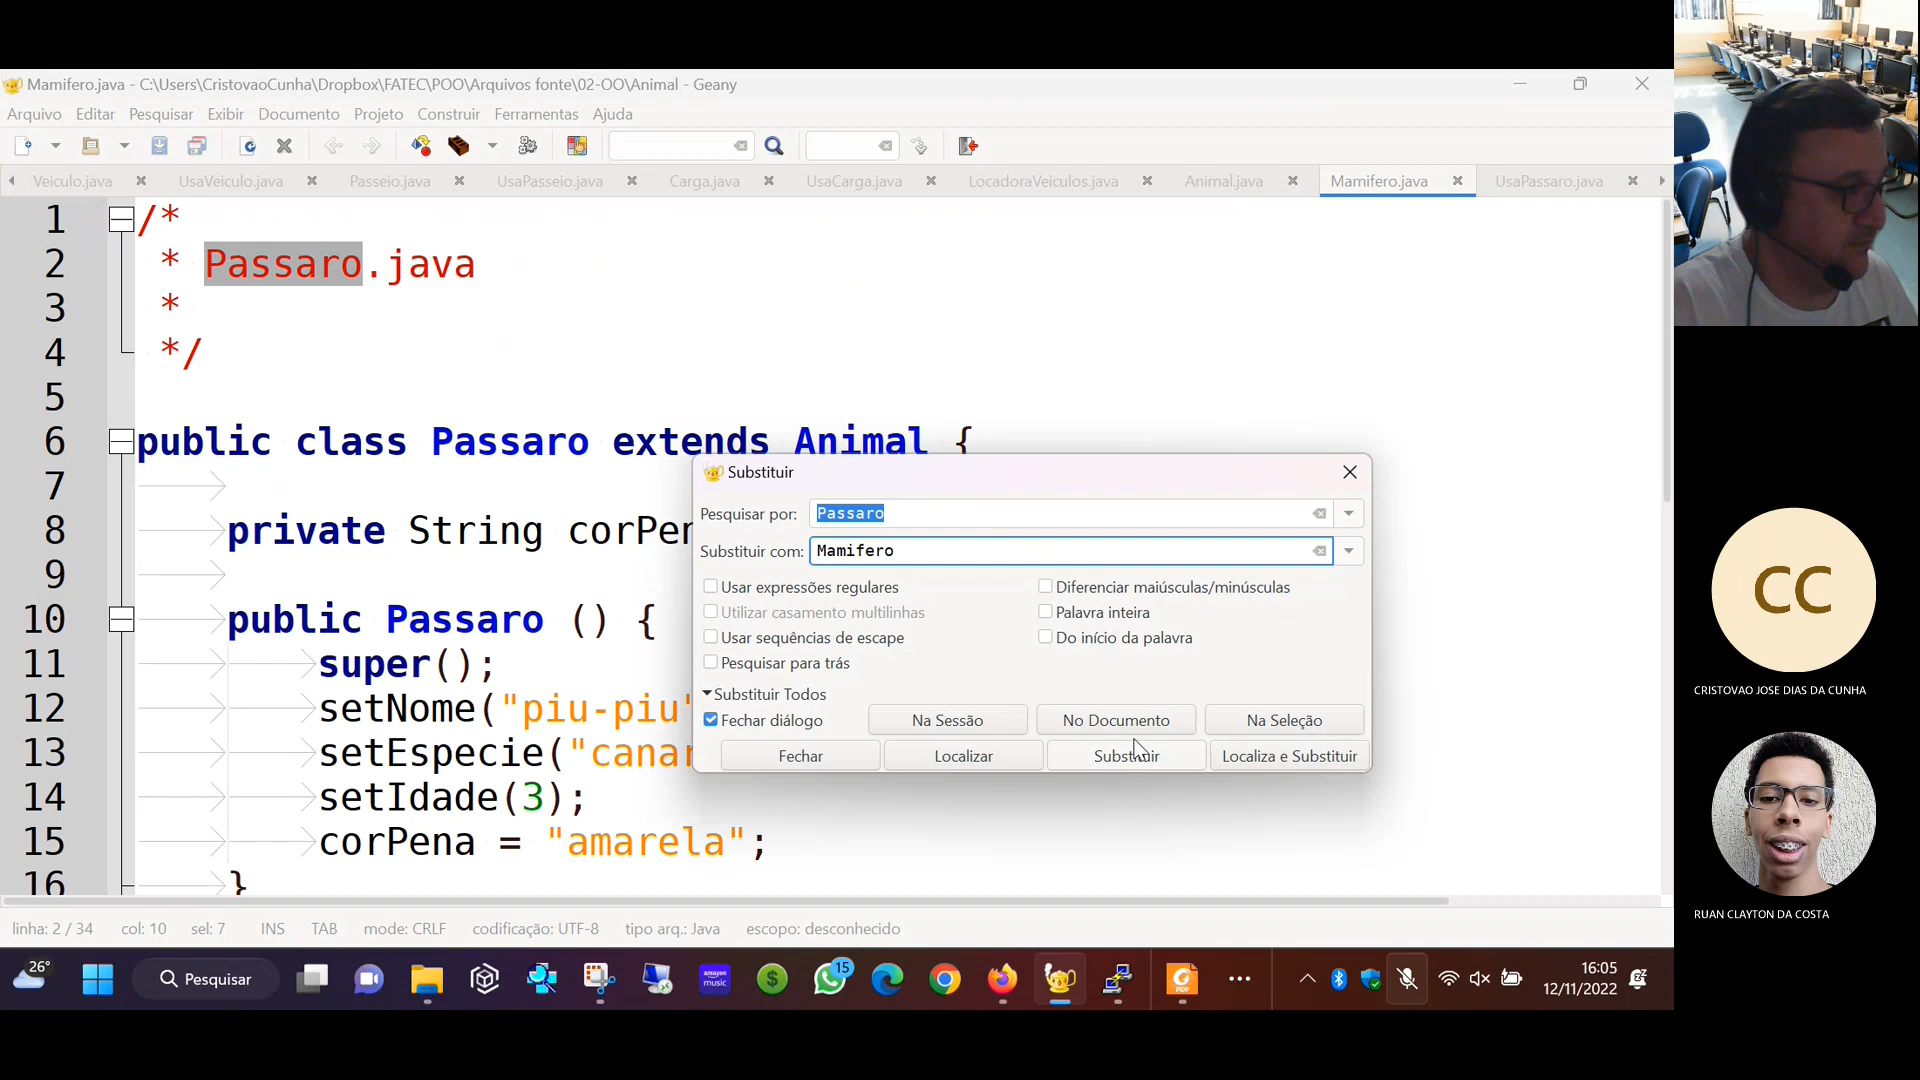 Mamifero.java - C:\Users\CristovaoCunha\Dropbox\FATEC\POO\Arquivos fonte\02-OO\Animal - Geany
Arquivo Editar Pesquisar Exibir Documento Projeto Construir Ferramentas Ajuda
Veiculo.java UsaVeiculo.java Passeio.java UsaPasseio.java Carga.java UsaCarga.java LocadoraVeiculos.java Animal.java Mamifero.java UsaPassaro.java
1 /*
2 * Passaro.java
3 *
4 */
5
6 public class Passaro extends Animal {
7
8 private String corPen
9
10 public Passaro () {
11 super();
12 setNome("piu-piu"
13 setEspecie("canar
14 setIdade(3);
15 corPena = "amarela";
16 }
Substituir
Pesquisar por: Passaro
Substituir com: Mamifero
Usar expressões regulares Diferenciar maiúsculas/minúsculas
Utilizar casamento multilinhas Palavra inteira
Usar sequências de escape Do início da palavra
Pesquisar para trás
Substituir Todos
Fechar diálogo Na Sessão No Documento Na Seleção
Fechar Localizar Substituir Localiza e Substituir
linha: 2 / 34 col: 10 sel: 7 INS TAB mode: CRLF codificação: UTF-8 tipo arq.: Java escopo: desconhecido
26° Pesquisar amazon music 15 PDF 16:05
12/11/2022
CC
CRISTOVAO JOSE DIAS DA CUNHA
RUAN CLAYTON DA COSTA